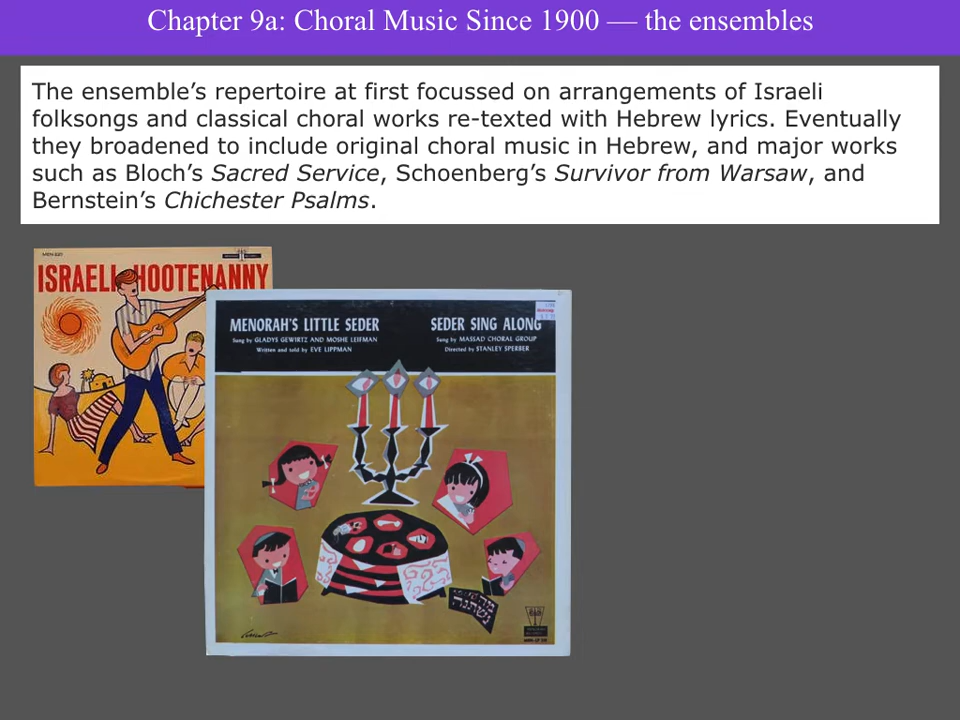 Chapter 9a: Choral Music Since 1900 — the ensembles
The ensemble’s repertoire at first focussed on arrangements of Israeli
folksongs and classical choral works re-texted with Hebrew lyrics. Eventually
they broadened to include original choral music in Hebrew, and major works
such as Bloch’s Sacred Service, Schoenberg’s Survivor from Warsaw, and
Bernstein’s Chichester Psalms.
ISRAELI HOOTENANNY
MENORAH'S LITTLE SEDER
Sung by GLADYS GEWIRTZ AND MOSHE LEIFMAN
Written and told by EVE LIPPMAN
SEDER SING ALONG
Sung by MASSAD CHORAL GROUP
Directed by STANLEY SPERBER
מה
נשתנה